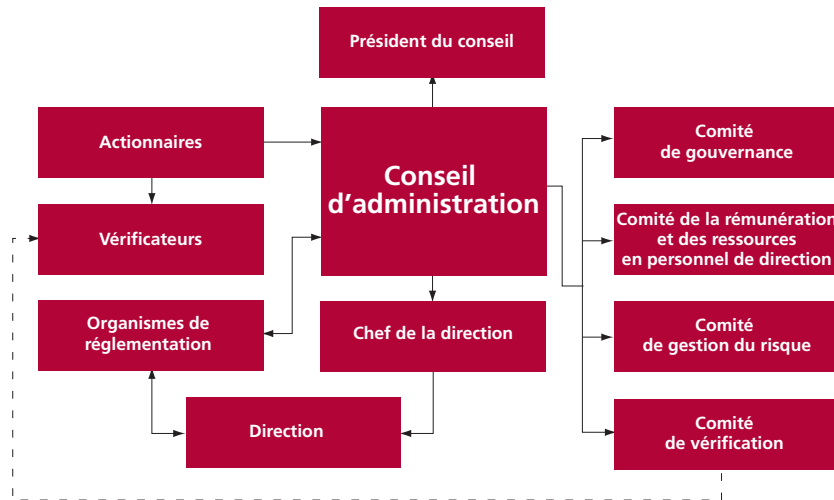 Président du conseil
Actionnaires
Conseil
d'administration
Comité
de gouvernance
Vérificateurs
Comité de la rémunération
et des ressources
en personnel de direction
Organismes de
réglementation
Chef de la direction
Comité
de gestion du risque
Direction
Comité
de vérification